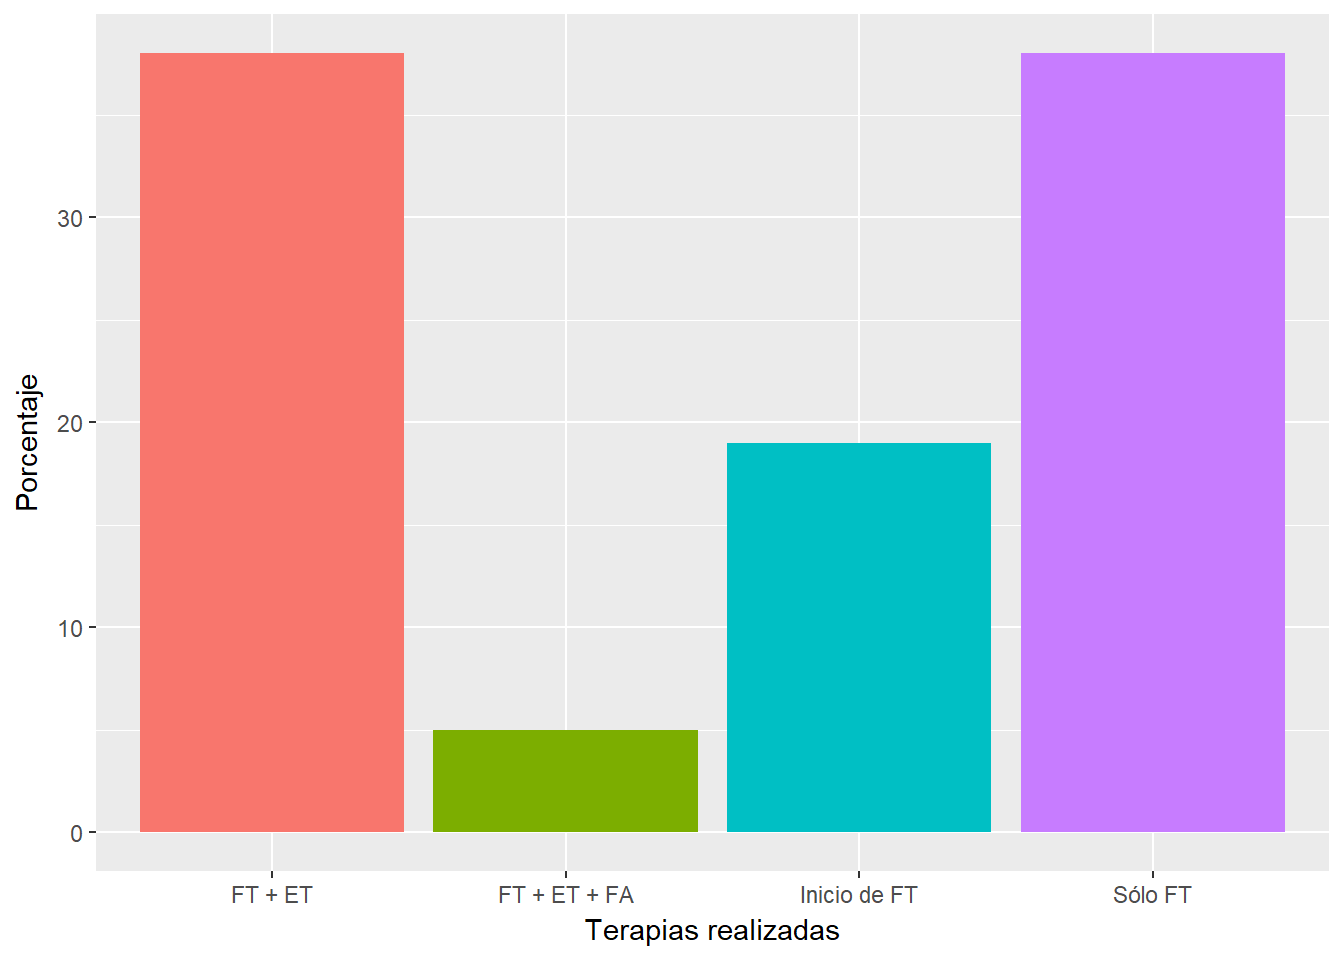 Porcentaje
30
20
10
0
FT + ET
FT + ET + FA
Inicio de FT
Sólo FT
Terapias realizadas